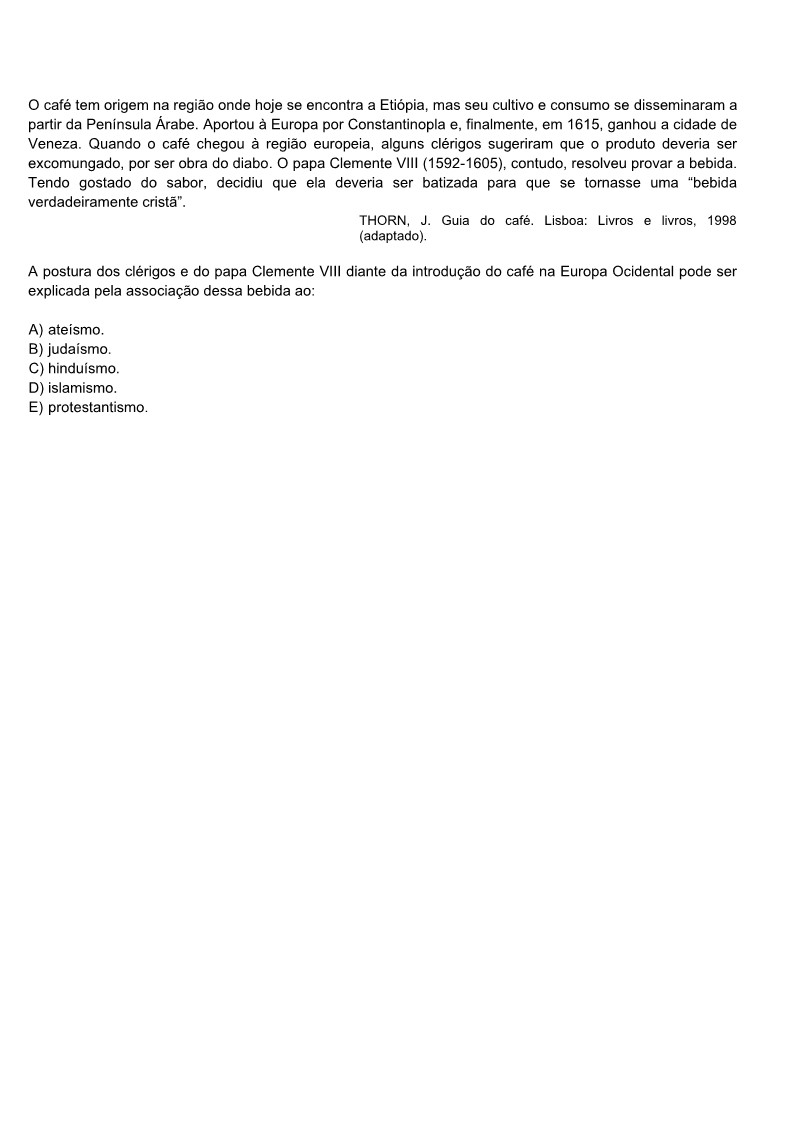 O café tem origem na região onde hoje se encontra a Etiópia, mas seu cultivo e consumo se disseminaram a
partir da Península Árabe. Aportou à Europa por Constantinopla e, finalmente, em 1615, ganhou a cidade de
Veneza. Quando o café chegou à região europeia, alguns clérigos sugeriram que o produto deveria ser
excomungado, por ser obra do diabo. O papa Clemente VIII (1592-1605), contudo, resolveu provar a bebida.
Tendo gostado do sabor, decidiu que ela deveria ser batizada para que se tornasse uma “bebida
verdadeiramente cristã”.
THORN, J. Guia do café. Lisboa: Livros e livros, 1998
(adaptado).
A postura dos clérigos e do papa Clemente VIII diante da introdução do café na Europa Ocidental pode ser
explicada pela associação dessa bebida ao:
A) ateísmo.
B) judaísmo.
C) hinduísmo.
D) islamismo.
E) protestantismo.